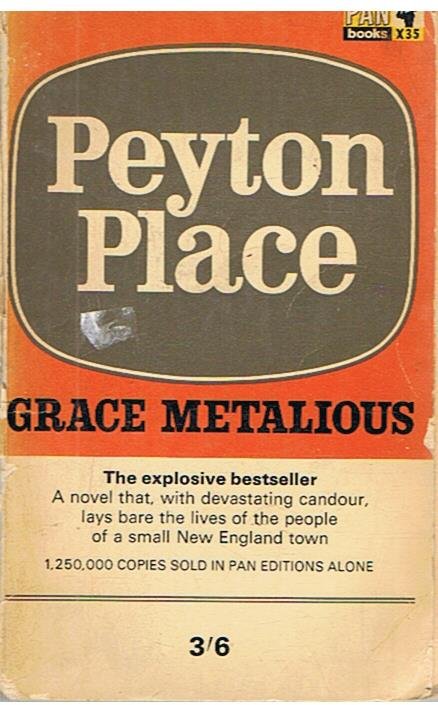 PAN
books X35
Peyton
Place
GRACE METALIOUS
The explosive bestseller
A novel that, with devastating candour,
lays bare the lives of the people
of a small New England town
1,250,000 COPIES SOLD IN PAN EDITIONS ALONE
3/6